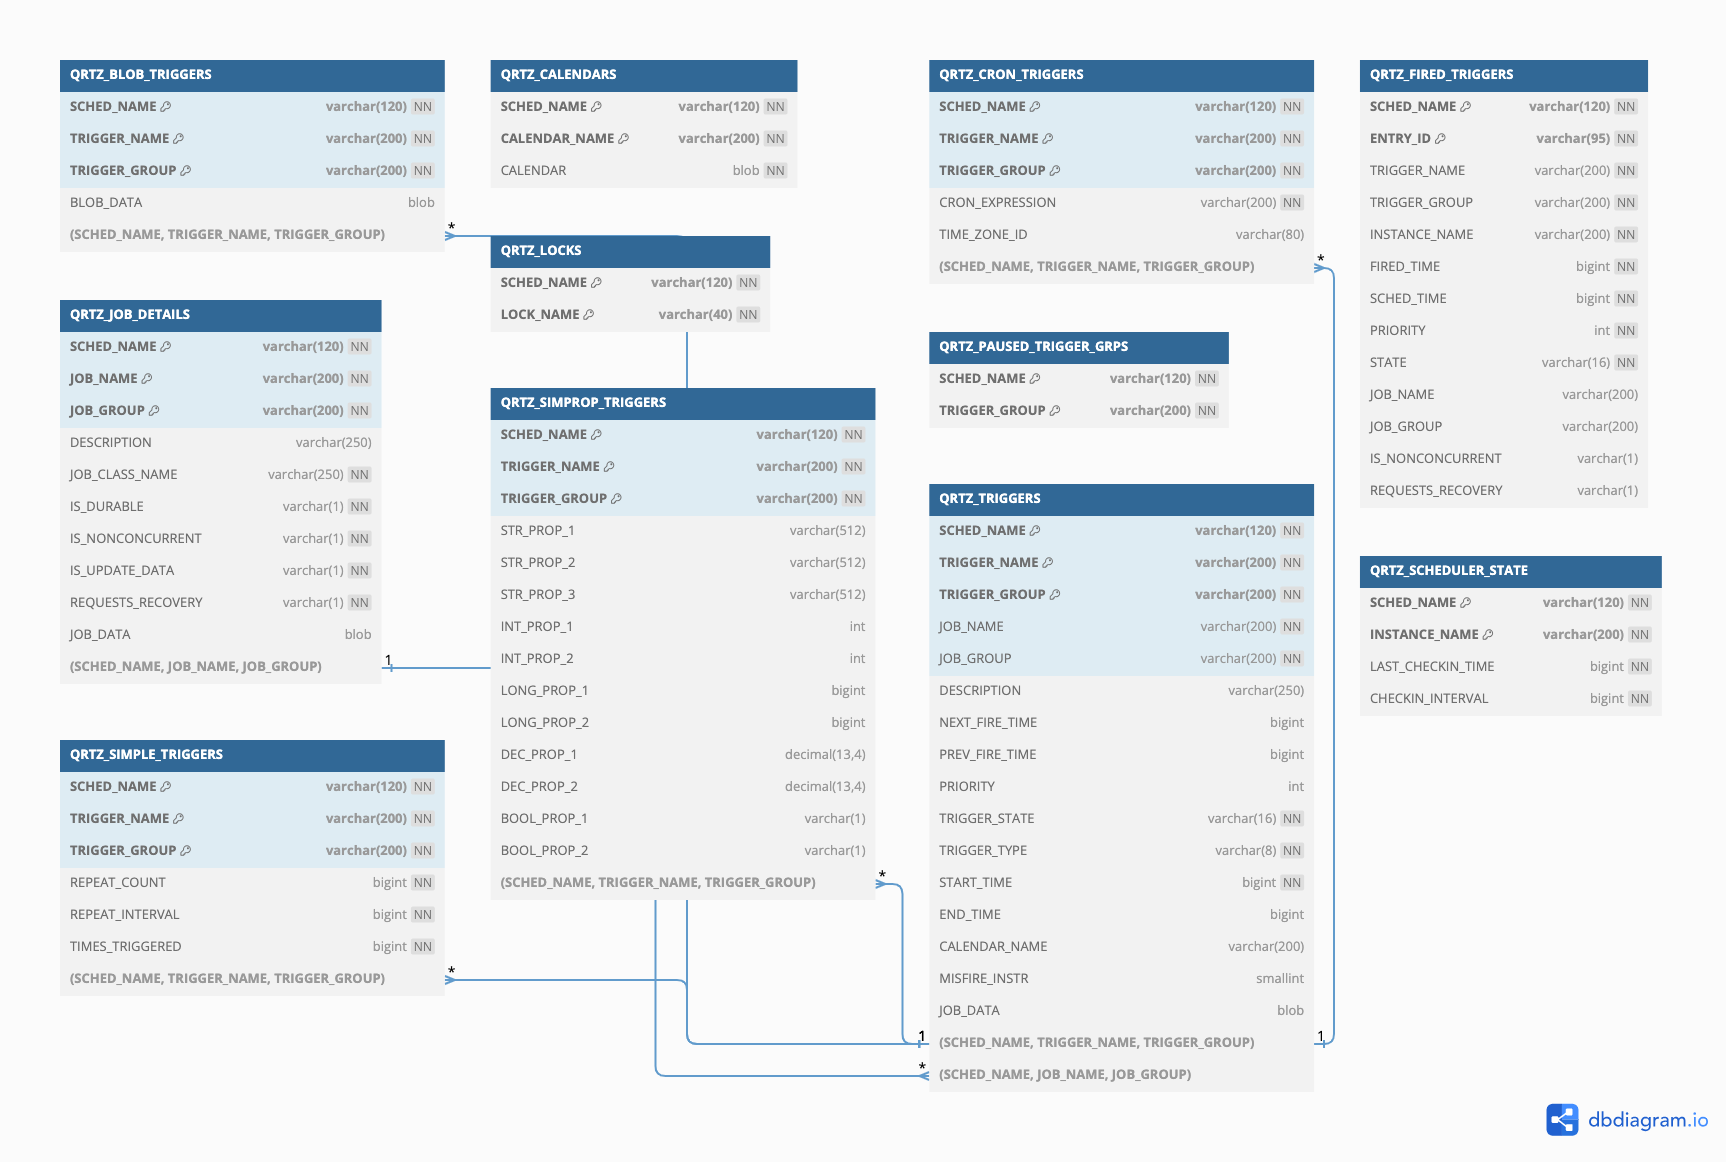 QRTZ_BLOB_TRIGGERS
SCHED_NAME varchar(120) NN
TRIGGER_NAME varchar(200) NN
TRIGGER_GROUP varchar(200) NN
BLOB_DATA blob
(SCHED_NAME, TRIGGER_NAME, TRIGGER_GROUP)
*
QRTZ_JOB_DETAILS
SCHED_NAME varchar(120) NN
JOB_NAME varchar(200) NN
JOB_GROUP varchar(200) NN
DESCRIPTION varchar(250)
JOB_CLASS_NAME varchar(250) NN
IS_DURABLE varchar(1) NN
IS_NONCONCURRENT varchar(1) NN
IS_UPDATE_DATA varchar(1) NN
REQUESTS_RECOVERY varchar(1) NN
JOB_DATA blob
(SCHED_NAME, JOB_NAME, JOB_GROUP)
1
QRTZ_SIMPLE_TRIGGERS
SCHED_NAME varchar(120) NN
TRIGGER_NAME varchar(200) NN
TRIGGER_GROUP varchar(200) NN
REPEAT_COUNT bigint NN
REPEAT_INTERVAL bigint NN
TIMES_TRIGGERED bigint NN
(SCHED_NAME, TRIGGER_NAME, TRIGGER_GROUP)
*
QRTZ_CALENDARS
SCHED_NAME varchar(120) NN
CALENDAR_NAME varchar(200) NN
CALENDAR blob NN
QRTZ_LOCKS
SCHED_NAME varchar(120) NN
LOCK_NAME varchar(40) NN
QRTZ_SIMPROP_TRIGGERS
SCHED_NAME varchar(120) NN
TRIGGER_NAME varchar(200) NN
TRIGGER_GROUP varchar(200) NN
STR_PROP_1 varchar(512)
STR_PROP_2 varchar(512)
STR_PROP_3 varchar(512)
INT_PROP_1 int
INT_PROP_2 int
LONG_PROP_1 bigint
LONG_PROP_2 bigint
DEC_PROP_1 decimal(13,4)
DEC_PROP_2 decimal(13,4)
BOOL_PROP_1 varchar(1)
BOOL_PROP_2 varchar(1)
(SCHED_NAME, TRIGGER_NAME, TRIGGER_GROUP)
*
QRTZ_CRON_TRIGGERS
SCHED_NAME varchar(120) NN
TRIGGER_NAME varchar(200) NN
TRIGGER_GROUP varchar(200) NN
CRON_EXPRESSION varchar(200) NN
TIME_ZONE_ID varchar(80)
(SCHED_NAME, TRIGGER_NAME, TRIGGER_GROUP)
*
QRTZ_PAUSED_TRIGGER_GRPS
SCHED_NAME varchar(120) NN
TRIGGER_GROUP varchar(200) NN
QRTZ_TRIGGERS
SCHED_NAME varchar(120) NN
TRIGGER_NAME varchar(200) NN
TRIGGER_GROUP varchar(200) NN
JOB_NAME varchar(200) NN
JOB_GROUP varchar(200) NN
DESCRIPTION varchar(250)
NEXT_FIRE_TIME bigint
PREV_FIRE_TIME bigint
PRIORITY int
TRIGGER_STATE varchar(16) NN
TRIGGER_TYPE varchar(8) NN
START_TIME bigint NN
END_TIME bigint
CALENDAR_NAME varchar(200)
MISFIRE_INSTR smallint
JOB_DATA blob
1 (SCHED_NAME, TRIGGER_NAME, TRIGGER_GROUP) 1
* (SCHED_NAME, JOB_NAME, JOB_GROUP)
QRTZ_FIRED_TRIGGERS
SCHED_NAME varchar(120) NN
ENTRY_ID varchar(95) NN
TRIGGER_NAME varchar(200) NN
TRIGGER_GROUP varchar(200) NN
INSTANCE_NAME varchar(200) NN
FIRED_TIME bigint NN
SCHED_TIME bigint NN
PRIORITY int NN
STATE varchar(16) NN
JOB_NAME varchar(200)
JOB_GROUP varchar(200)
IS_NONCONCURRENT varchar(1)
REQUESTS_RECOVERY varchar(1)
QRTZ_SCHEDULER_STATE
SCHED_NAME varchar(120) NN
INSTANCE_NAME varchar(200) NN
LAST_CHECKIN_TIME bigint NN
CHECKIN_INTERVAL bigint NN
dbdiagram.io